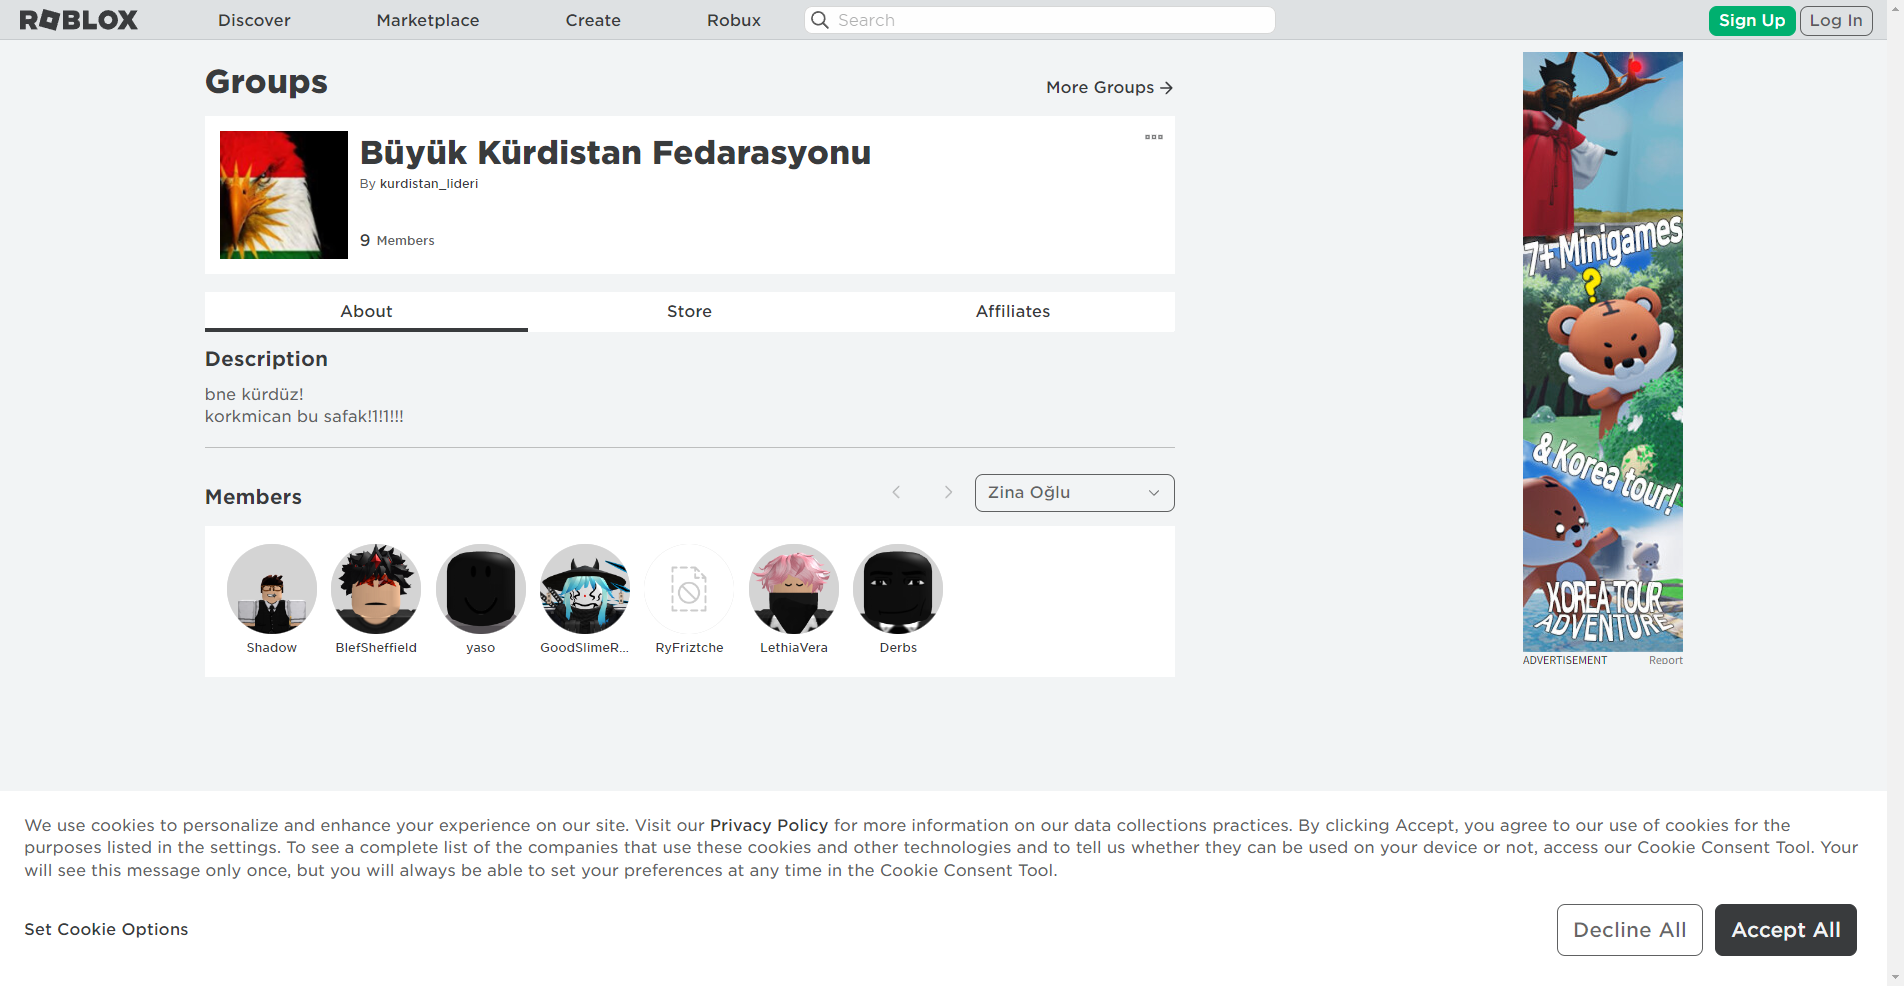 ROBLOX
Discover
Marketplace
Create
Robux
Search
Sign Up
Log In
Groups
More Groups
Büyük Kürdistan Fedarasyonu
By kurdistan_lideri
9 Members
About
Store
Affiliates
Description
bne kürdüz!
korkmican bu safak!1!1!!!
Members
Zina Oğlu
Shadow
BlefSheffield
yaso
GoodSlimeR...
RyFriztche
LethiaVera
Derbs
7+ Minigames
?
& Korea tour!
KOREA TOUR
ADVENTURE
ADVERTISEMENT
Report
We use cookies to personalize and enhance your experience on our site. Visit our Privacy Policy for more information on our data collections practices. By clicking Accept, you agree to our use of cookies for the
purposes listed in the settings. To see a complete list of the companies that use these cookies and other technologies and to tell us whether they can be used on your device or not, access our Cookie Consent Tool. Your
will see this message only once, but you will always be able to set your preferences at any time in the Cookie Consent Tool.
Set Cookie Options
Decline All
Accept All